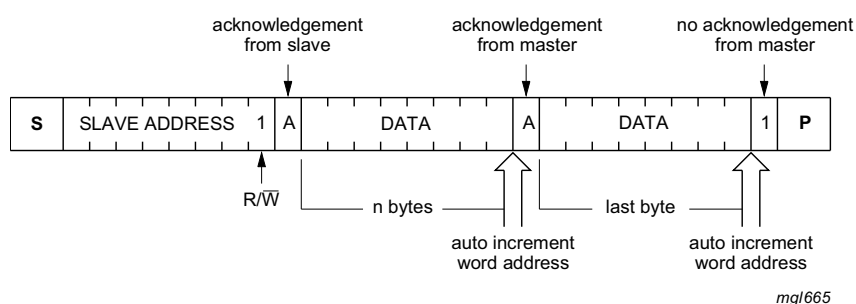 acknowledgement from slave
acknowledgement from master
no acknowledgement from master
S SLAVE ADDRESS 1 A DATA A DATA 1 P
R/W̅
n bytes
last byte
auto increment word address
auto increment word address
mgl665